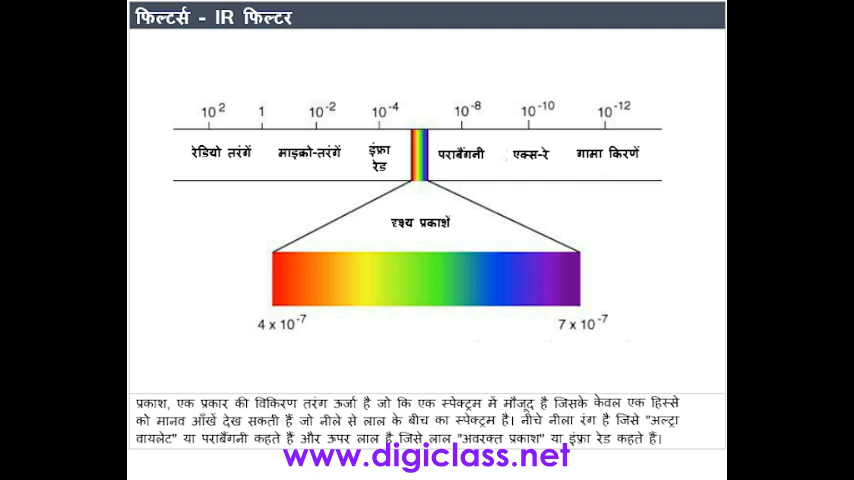 फिल्टर्स - IR फिल्टर
10² 1 10⁻² 10⁻⁴ 10⁻⁸ 10⁻¹⁰ 10⁻¹²
रेडियो तरंगें माइक्रो-तरंगें इंफ्रा रेड पराबैंगनी एक्स-रे गामा किरणें
दृश्य प्रकाशें
4 x 10⁻⁷ 7 x 10⁻⁷
प्रकाश, एक प्रकार की विकिरण तरंग ऊर्जा है जो कि एक स्पेक्ट्रम में मौजूद है जिसके केवल एक हिस्से
को मानव आँखें देख सकती हैं जो नीले से लाल के बीच का स्पेक्ट्रम है। नीचे नीला रंग है जिसे "अल्ट्रा
वायलेट" या पराबैंगनी कहते हैं और ऊपर लाल है जिसे लाल "अवरक्त प्रकाश" या इंफ्रा रेड कहते हैं।
www.digiclass.net